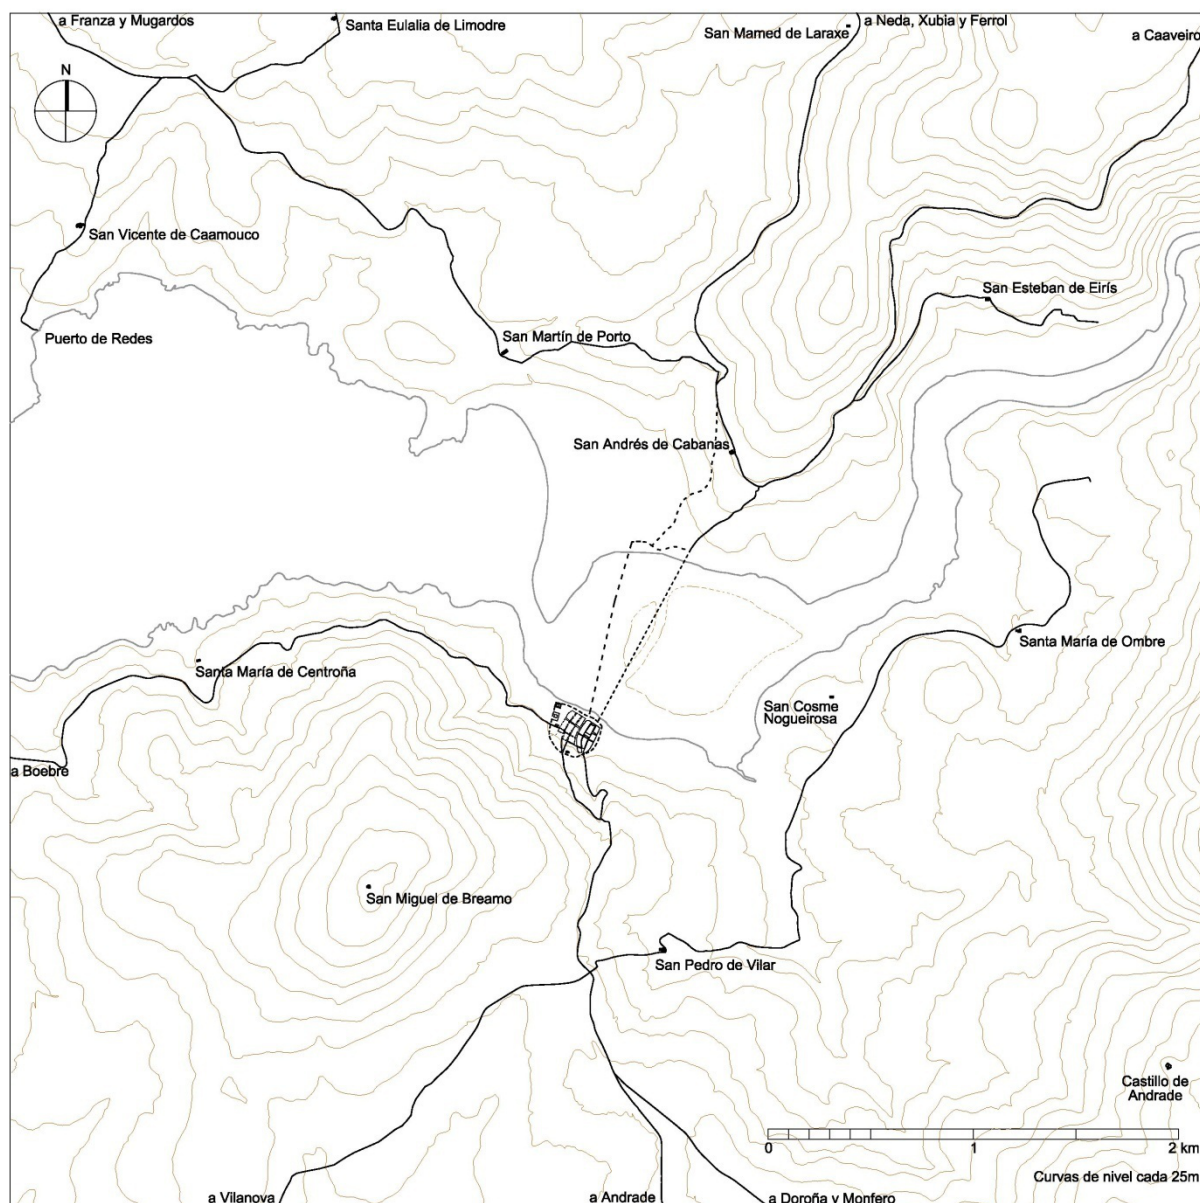 a Franza y Mugardos
Santa Eulalia de Limodre
San Mamed de Laraxe
a Neda, Xubia y Ferrol
a Caaveiro
N
San Vicente de Caamouco
San Esteban de Eirís
Puerto de Redes
San Martín de Porto
San Andrés de Cabanas
Santa María de Ombre
Santa María de Centroña
San Cosme
Nogueirosa
a Boebre
San Miguel de Breamo
San Pedro de Vilar
Castillo de
Andrade
0 1 2 km
Curvas de nivel cada 25m
a Vilanova
a Andrade
a Doroña y Monfero